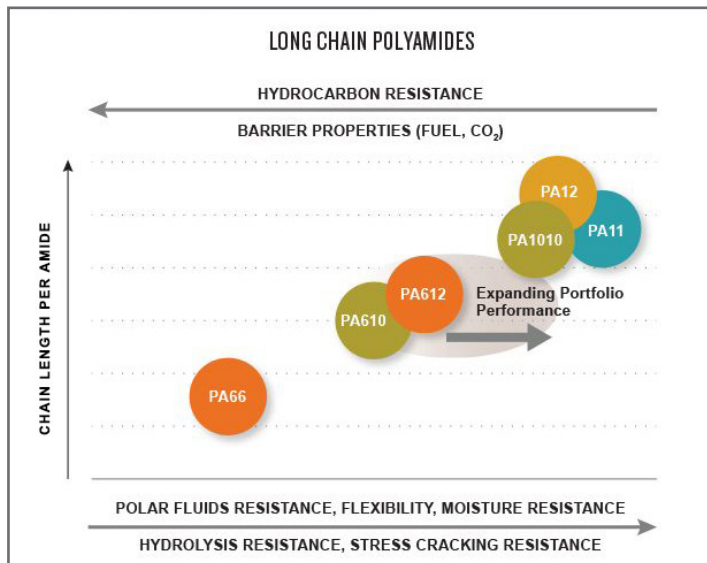 LONG CHAIN POLYAMIDES
HYDROCARBON RESISTANCE
BARRIER PROPERTIES (FUEL, CO₂)
CHAIN LENGTH PER AMIDE
PA12
PA1010
PA11
PA612
PA610
Expanding Portfolio
Performance
PA66
POLAR FLUIDS RESISTANCE, FLEXIBILITY, MOISTURE RESISTANCE
HYDROLYSIS RESISTANCE, STRESS CRACKING RESISTANCE